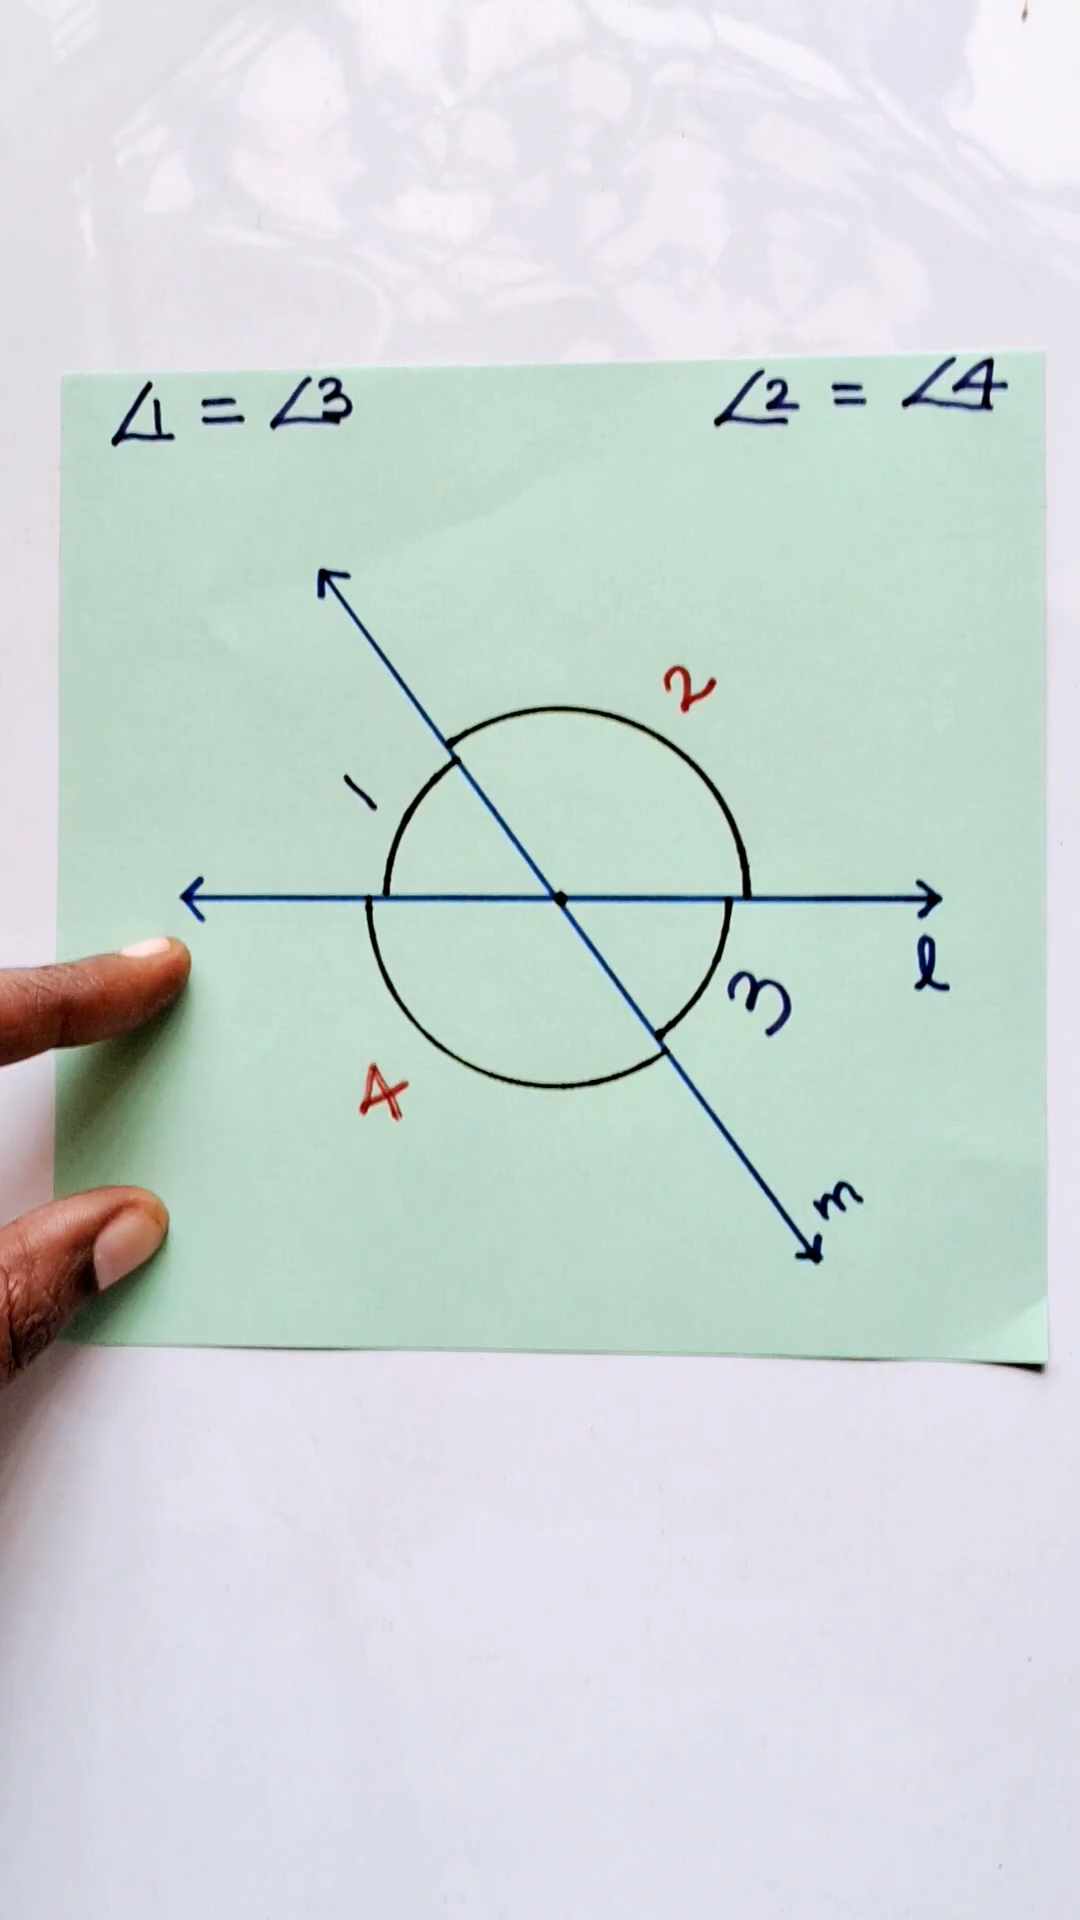 ∠1 = ∠3 ∠2 = ∠4
2
1
l
3
4
m